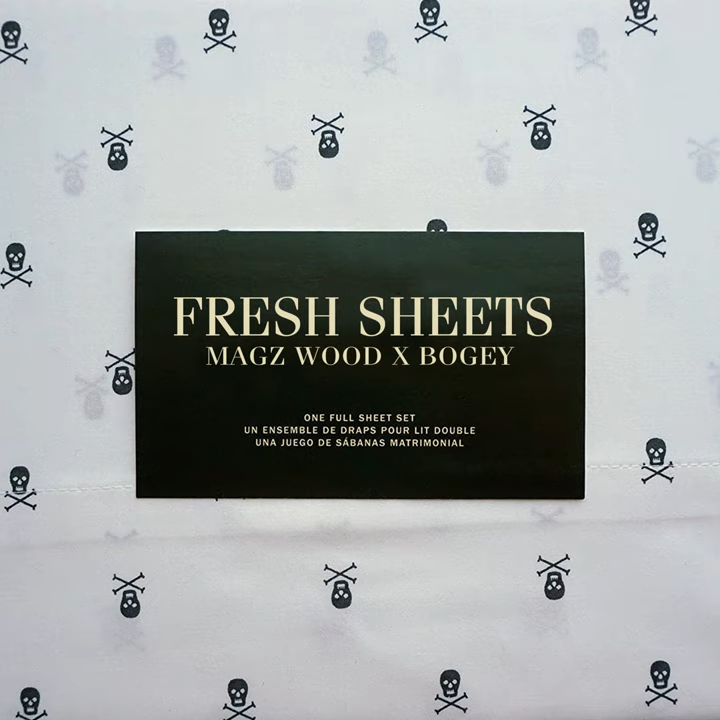 FRESH SHEETS
MAGZ WOOD X BOGEY
ONE FULL SHEET SET
UN ENSEMBLE DE DRAPS POUR LIT DOUBLE
UNA JUEGO DE SÁBANAS MATRIMONIAL